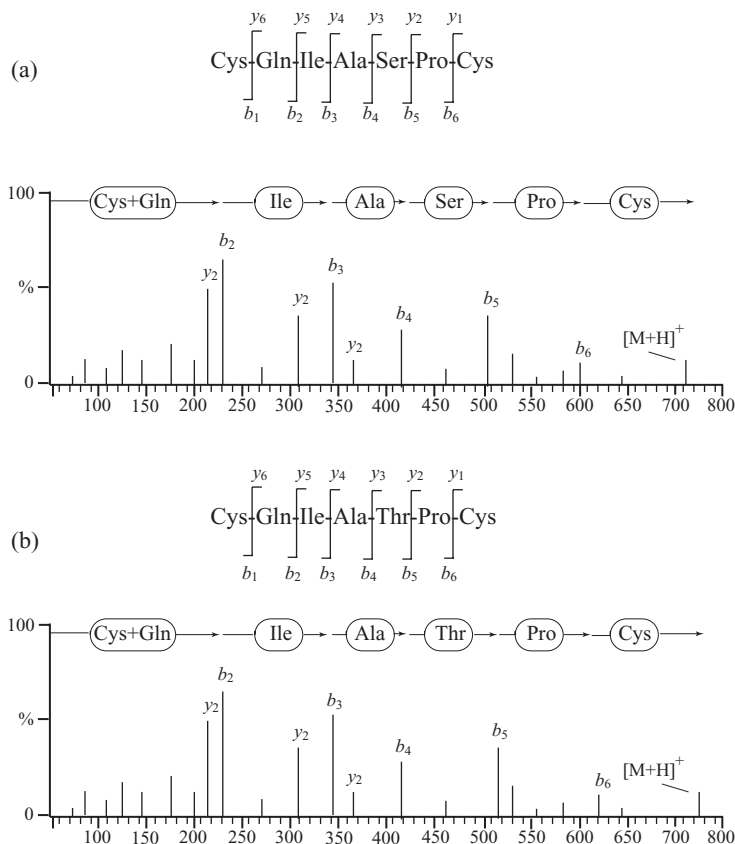 y6 y5 y4 y3 y2 y1
(a) Cys-Gln-Ile-Ala-Ser-Pro-Cys
b1 b2 b3 b4 b5 b6
100
Cys+Gln Ile Ala Ser Pro Cys
b2
y2 b3
% y2 b4 b5
y2 b6 [M+H]+
0
100 150 200 250 300 350 400 450 500 550 600 650 700 800
y6 y5 y4 y3 y2 y1
Cys-Gln-Ile-Ala-Thr-Pro-Cys
(b)
b1 b2 b3 b4 b5 b6
100
Cys+Gln Ile Ala Thr Pro Cys
b2
y2 b3
% y2 b4 b5
y2 b6 [M+H]+
0
100 150 200 250 300 350 400 450 500 550 600 650 700 800